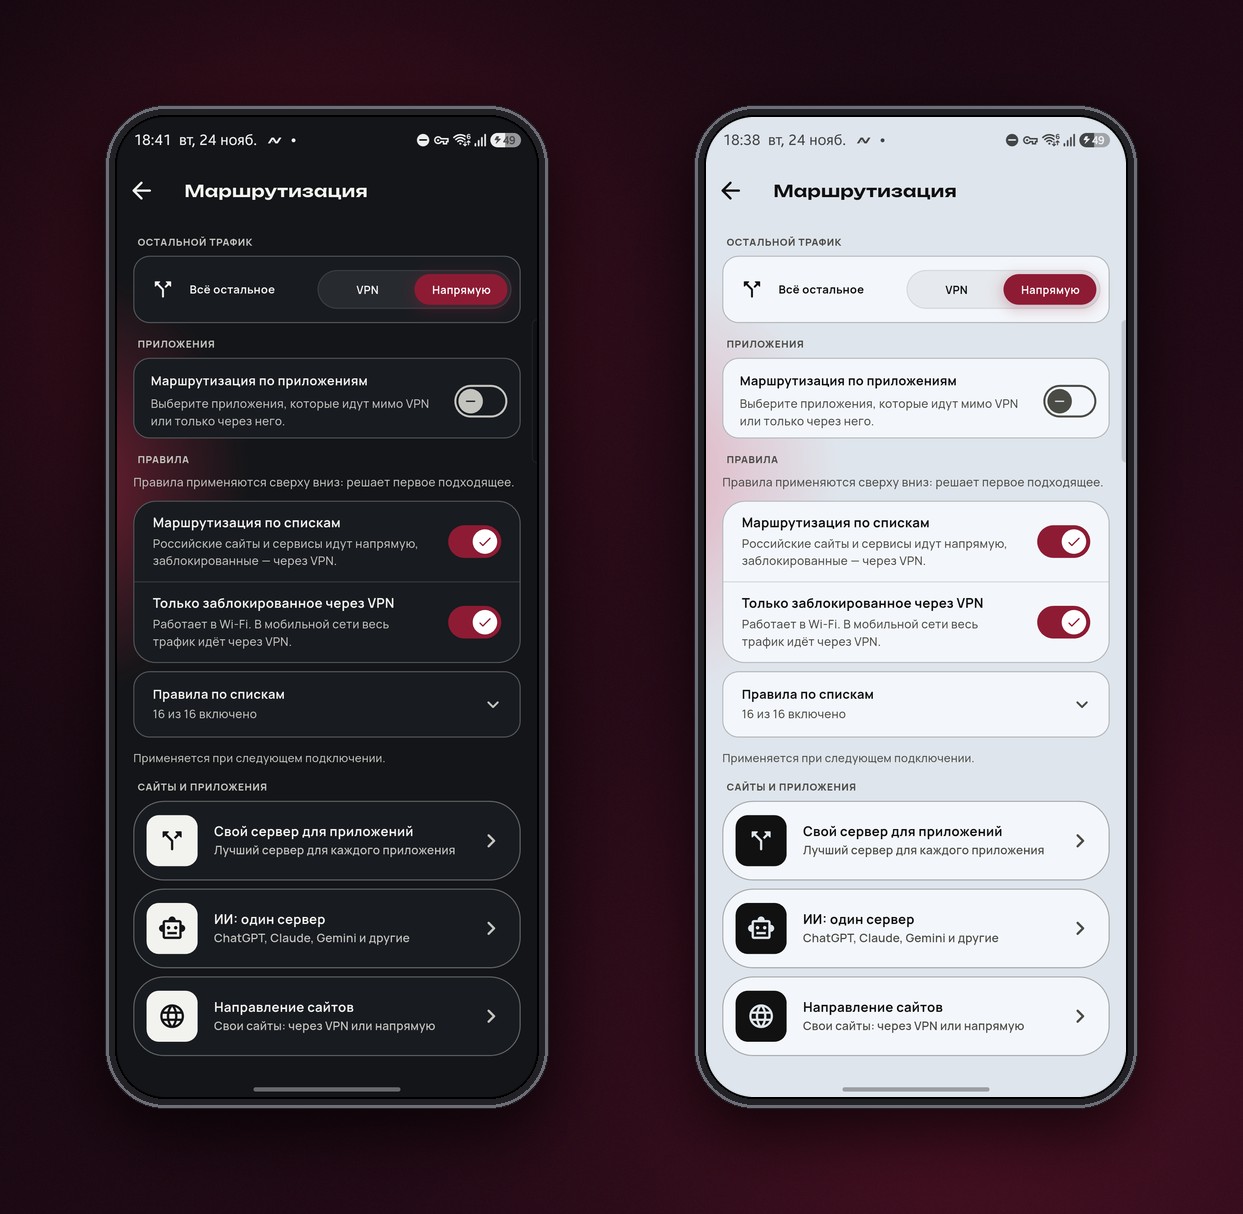 18:41 вт, 24 нояб.
49
Маршрутизация
ОСТАЛЬНОЙ ТРАФИК
Всё остальное
VPN
Напрямую
ПРИЛОЖЕНИЯ
Маршрутизация по приложениям
Выберите приложения, которые идут мимо VPN
или только через него.
ПРАВИЛА
Правила применяются сверху вниз: решает первое подходящее.
Маршрутизация по спискам
Российские сайты и сервисы идут напрямую,
заблокированные — через VPN.
Только заблокированное через VPN
Работает в Wi-Fi. В мобильной сети весь
трафик идёт через VPN.
Правила по спискам
16 из 16 включено
Применяется при следующем подключении.
САЙТЫ И ПРИЛОЖЕНИЯ
Свой сервер для приложений
Лучший сервер для каждого приложения
ИИ: один сервер
ChatGPT, Claude, Gemini и другие
Направление сайтов
Свои сайты: через VPN или напрямую
18:38 вт, 24 нояб.
49
Маршрутизация
ОСТАЛЬНОЙ ТРАФИК
Всё остальное
VPN
Напрямую
ПРИЛОЖЕНИЯ
Маршрутизация по приложениям
Выберите приложения, которые идут мимо VPN
или только через него.
ПРАВИЛА
Правила применяются сверху вниз: решает первое подходящее.
Маршрутизация по спискам
Российские сайты и сервисы идут напрямую,
заблокированные — через VPN.
Только заблокированное через VPN
Работает в Wi-Fi. В мобильной сети весь
трафик идёт через VPN.
Правила по спискам
16 из 16 включено
Применяется при следующем подключении.
САЙТЫ И ПРИЛОЖЕНИЯ
Свой сервер для приложений
Лучший сервер для каждого приложения
ИИ: один сервер
ChatGPT, Claude, Gemini и другие
Направление сайтов
Свои сайты: через VPN или напрямую